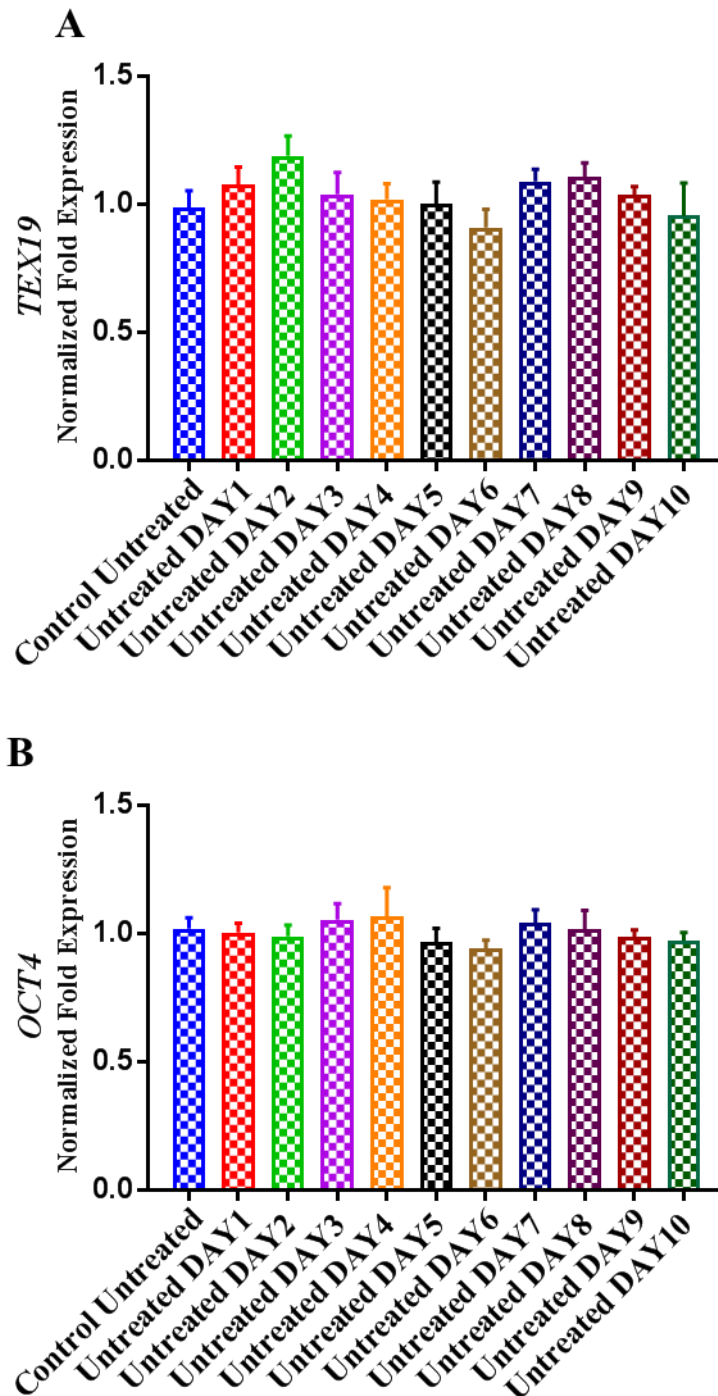 A
TEX19
Normalized Fold Expression
1.5
1.0
0.5
0.0
Control Untreated
Untreated DAY1
Untreated DAY2
Untreated DAY3
Untreated DAY4
Untreated DAY5
Untreated DAY6
Untreated DAY7
Untreated DAY8
Untreated DAY9
Untreated DAY10
B
OCT4
Normalized Fold Expression
1.5
1.0
0.5
0.0
Control Untreated
Untreated DAY1
Untreated DAY2
Untreated DAY3
Untreated DAY4
Untreated DAY5
Untreated DAY6
Untreated DAY7
Untreated DAY8
Untreated DAY9
Untreated DAY10